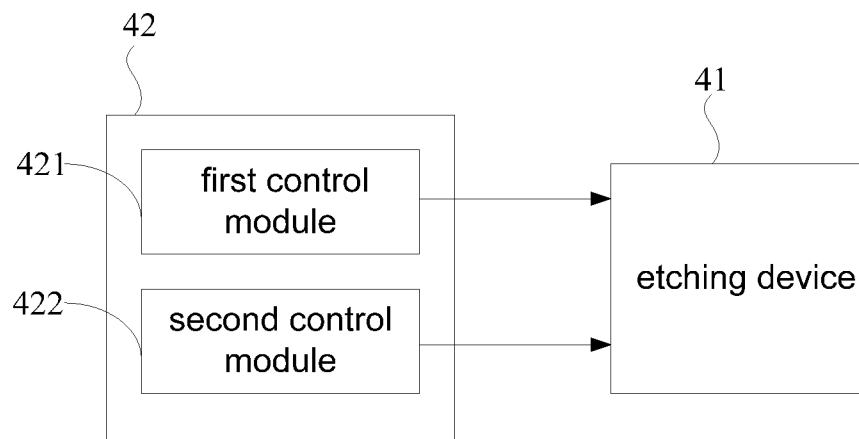 42
41
421
first control
module
etching device
422
second control
module